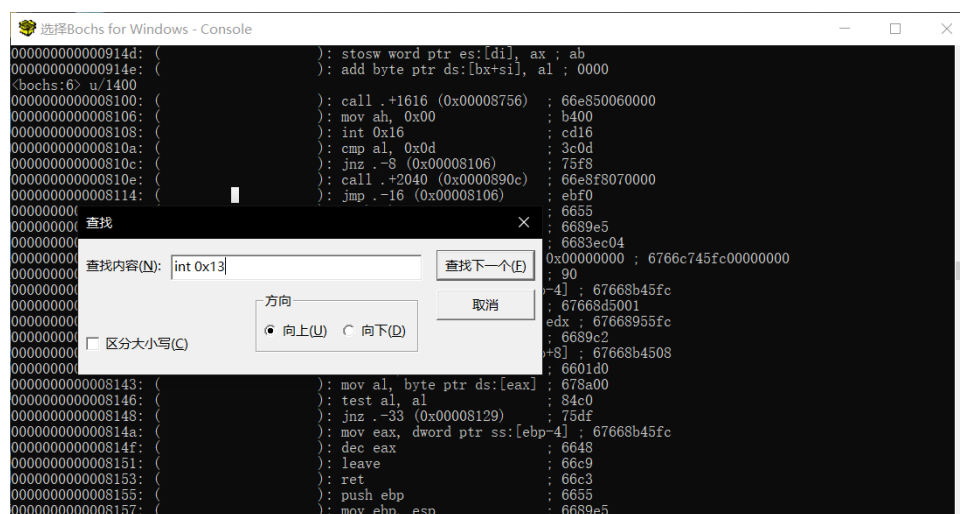 选择Bochs for Windows - Console
000000000000914d: (                    ): stosw word ptr es:[di], ax ; ab
000000000000914e: (                    ): add byte ptr ds:[bx+si], al ; 0000
<bochs:6> u/1400
0000000000008100: (                    ): call .+1616 (0x00008756)  ; 66e850060000
0000000000008106: (                    ): mov ah, 0x00              ; b400
0000000000008108: (                    ): int 0x16                  ; cd16
000000000000810a: (                    ): cmp al, 0x0d              ; 3c0d
000000000000810c: (                    ): jnz .-8 (0x00008106)      ; 75f8
000000000000810e: (                    ): call .+2040 (0x0000890c)  ; 66e8f8070000
0000000000008114: (                    ): jmp .-16 (0x00008106)     ; ebf0
; 6655
; 6689e5
; 6683ec04
0x00000000 ; 6766c745fc00000000
; 90
-4] ; 67668b45fc
; 67668d5001
edx ; 67668955fc
; 6689c2
+8] ; 67668b4508
; 6601d0
查找
查找内容(N): int 0x13
查找下一个(F)
方向
取消
向上(U) 向下(D)
区分大小写(C)
0000000000008143: (                    ): mov al, byte ptr ds:[eax] ; 678a00
0000000000008146: (                    ): test al, al               ; 84c0
0000000000008148: (                    ): jnz .-33 (0x00008129)     ; 75df
000000000000814a: (                    ): mov eax, dword ptr ss:[ebp-4] ; 67668b45fc
000000000000814f: (                    ): dec eax                   ; 6648
0000000000008151: (                    ): leave                     ; 66c9
0000000000008153: (                    ): ret                       ; 66c3
0000000000008155: (                    ): push ebp                  ; 6655
0000000000008157: (                    ): mov ebp, esp              ; 6689e5